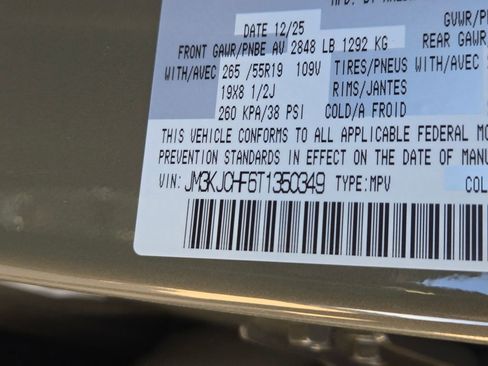 DATE 12/25 GVWR/P
FRONT GAWR/PNBE AV 2848 LB 1292 KG REAR GAWR/
WITH/AVEC 265 /55R19 109V TIRES/PNEUS WITH/AVEC
19X8 1/2J RIMS/JANTES
260 KPA/38 PSI COLD/A FROID
THIS VEHICLE CONFORMS TO ALL APPLICABLE FEDERAL MO
PREVENTION STANDARDS IN EFFECT ON THE DATE OF MANU
VIN: JM3KJCHF6T1350349 TYPE:MPV COL